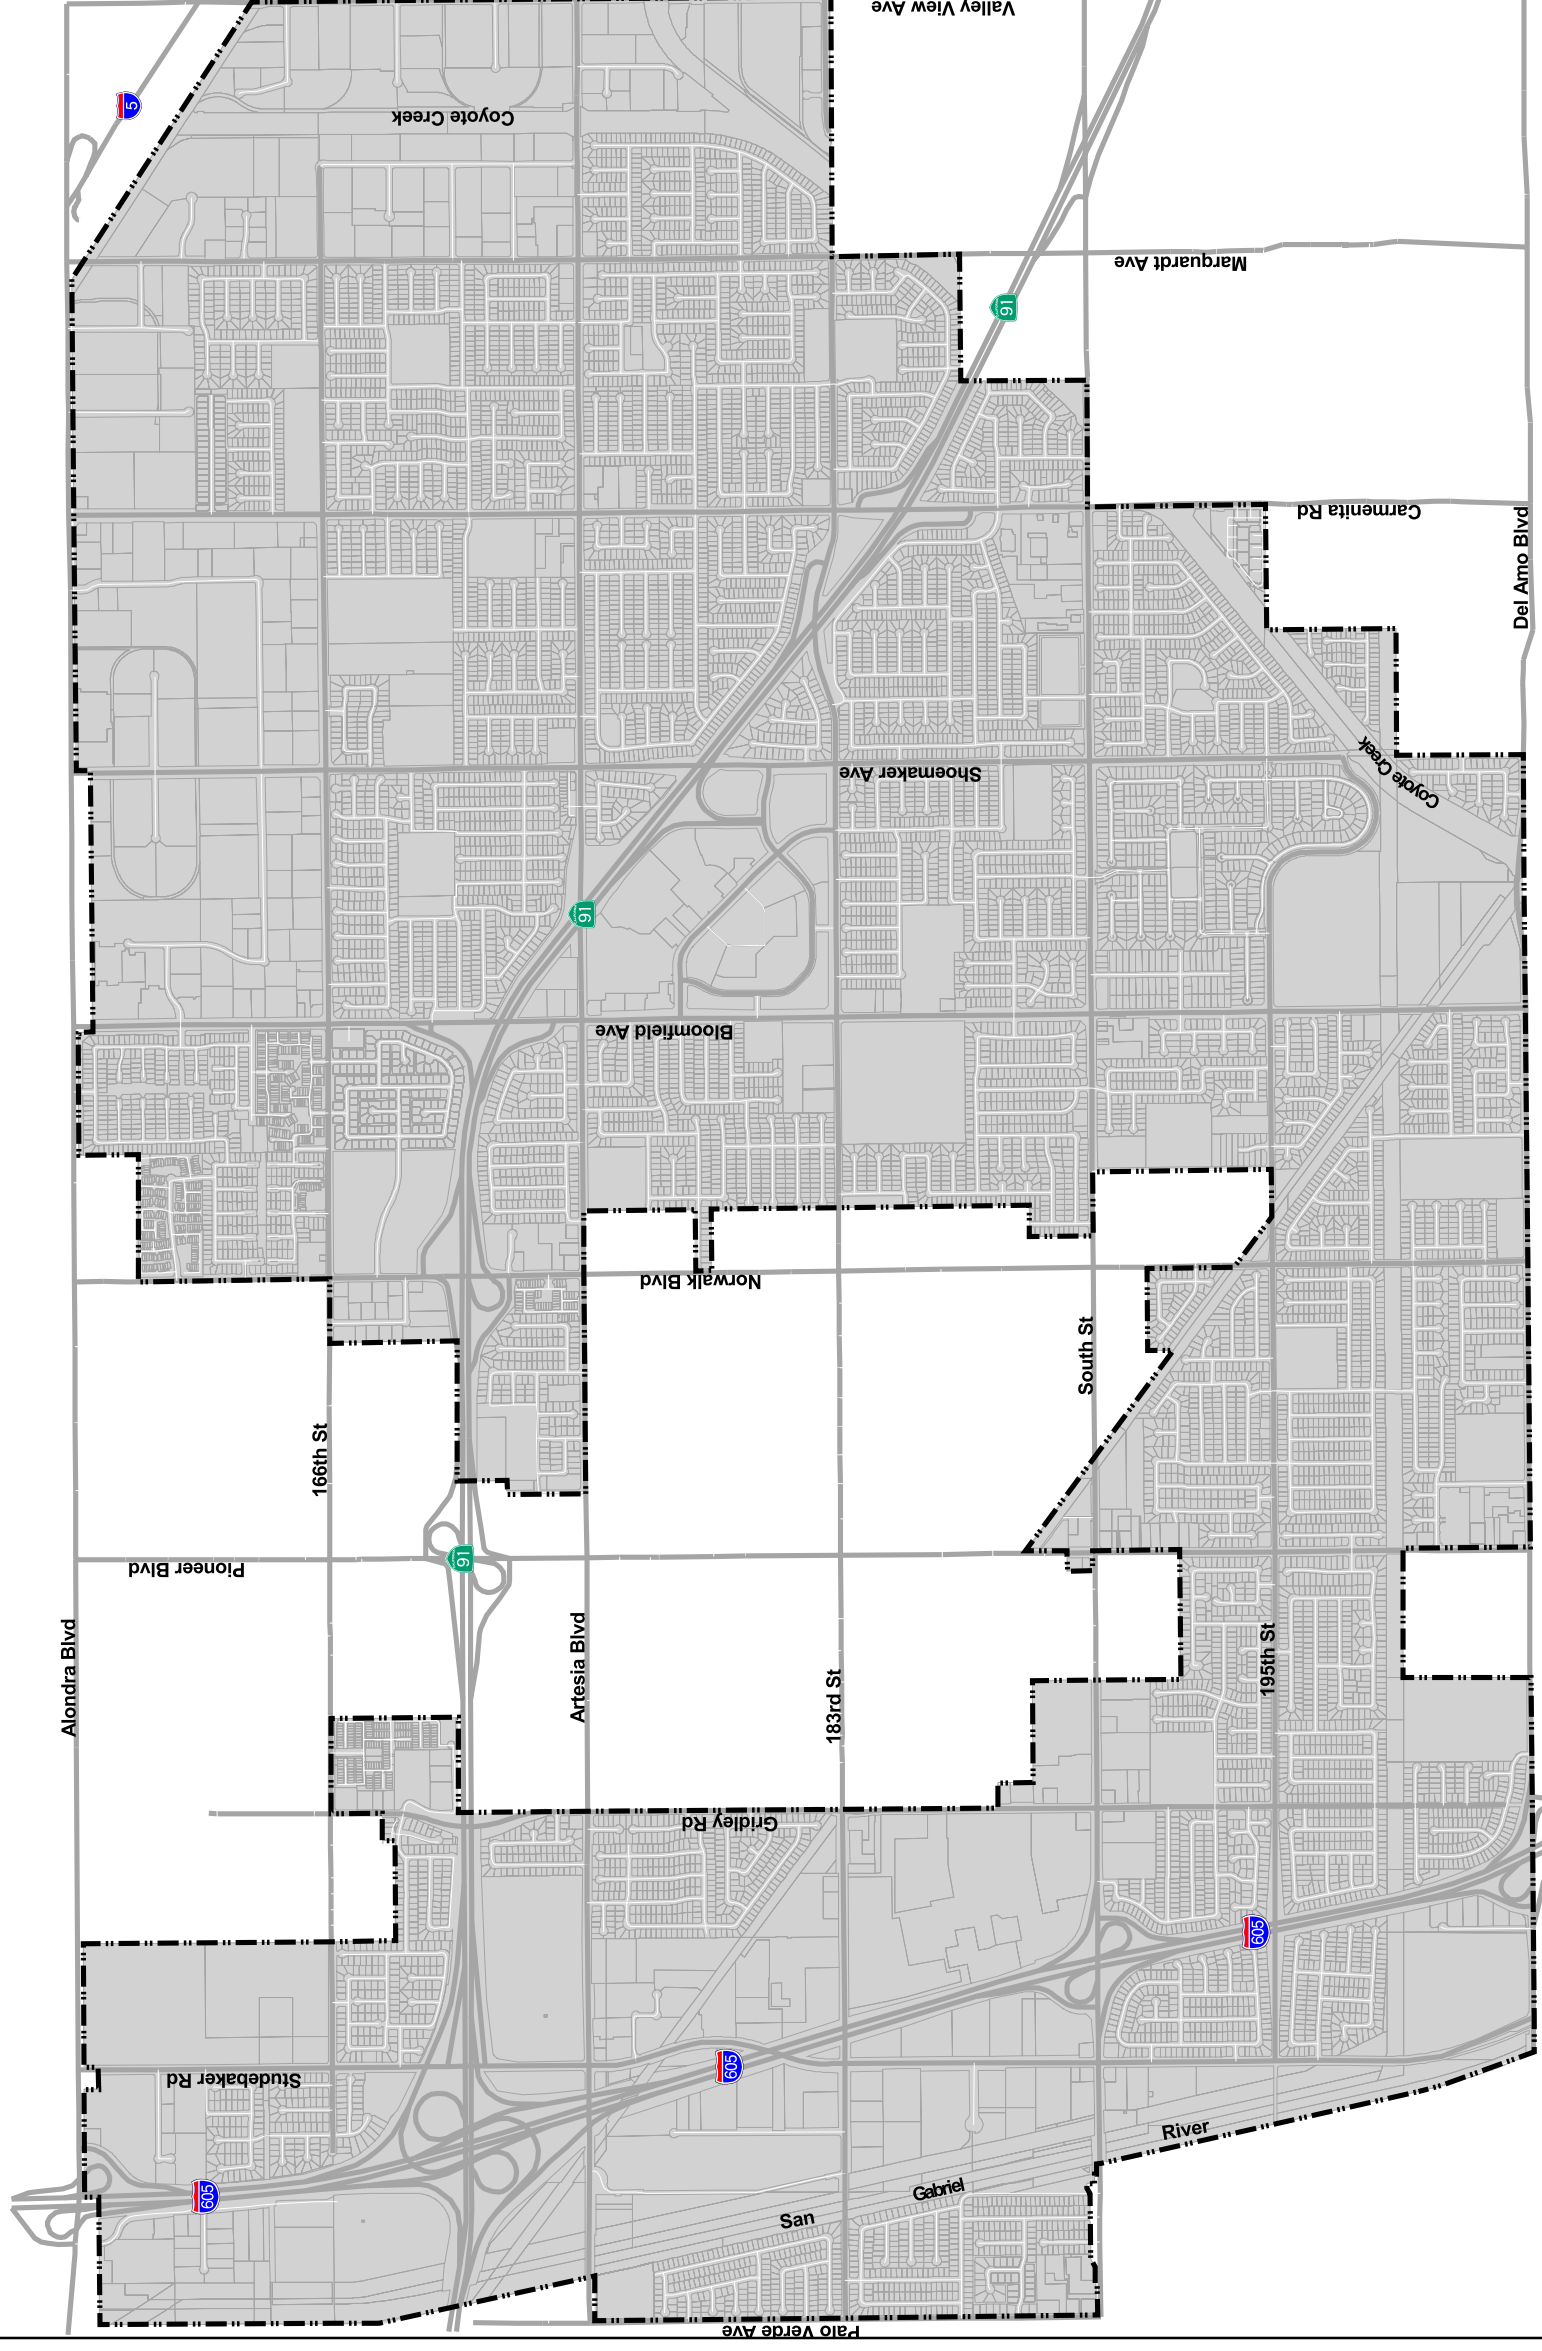 Valley View Ave
5
Coyote Creek
Marquardt Ave
91
Carmenita Rd
Del Amo Blvd
Shoemaker Ave
Coyote Creek
91
Bloomfield Ave
Norwalk Blvd
South St
166th St
Pioneer Blvd
91
Alondra Blvd
Artesia Blvd
183rd St
195th St
Gridley Rd
605
Studebaker Rd
605
River
605
Gabriel
San
Palo Verde Ave